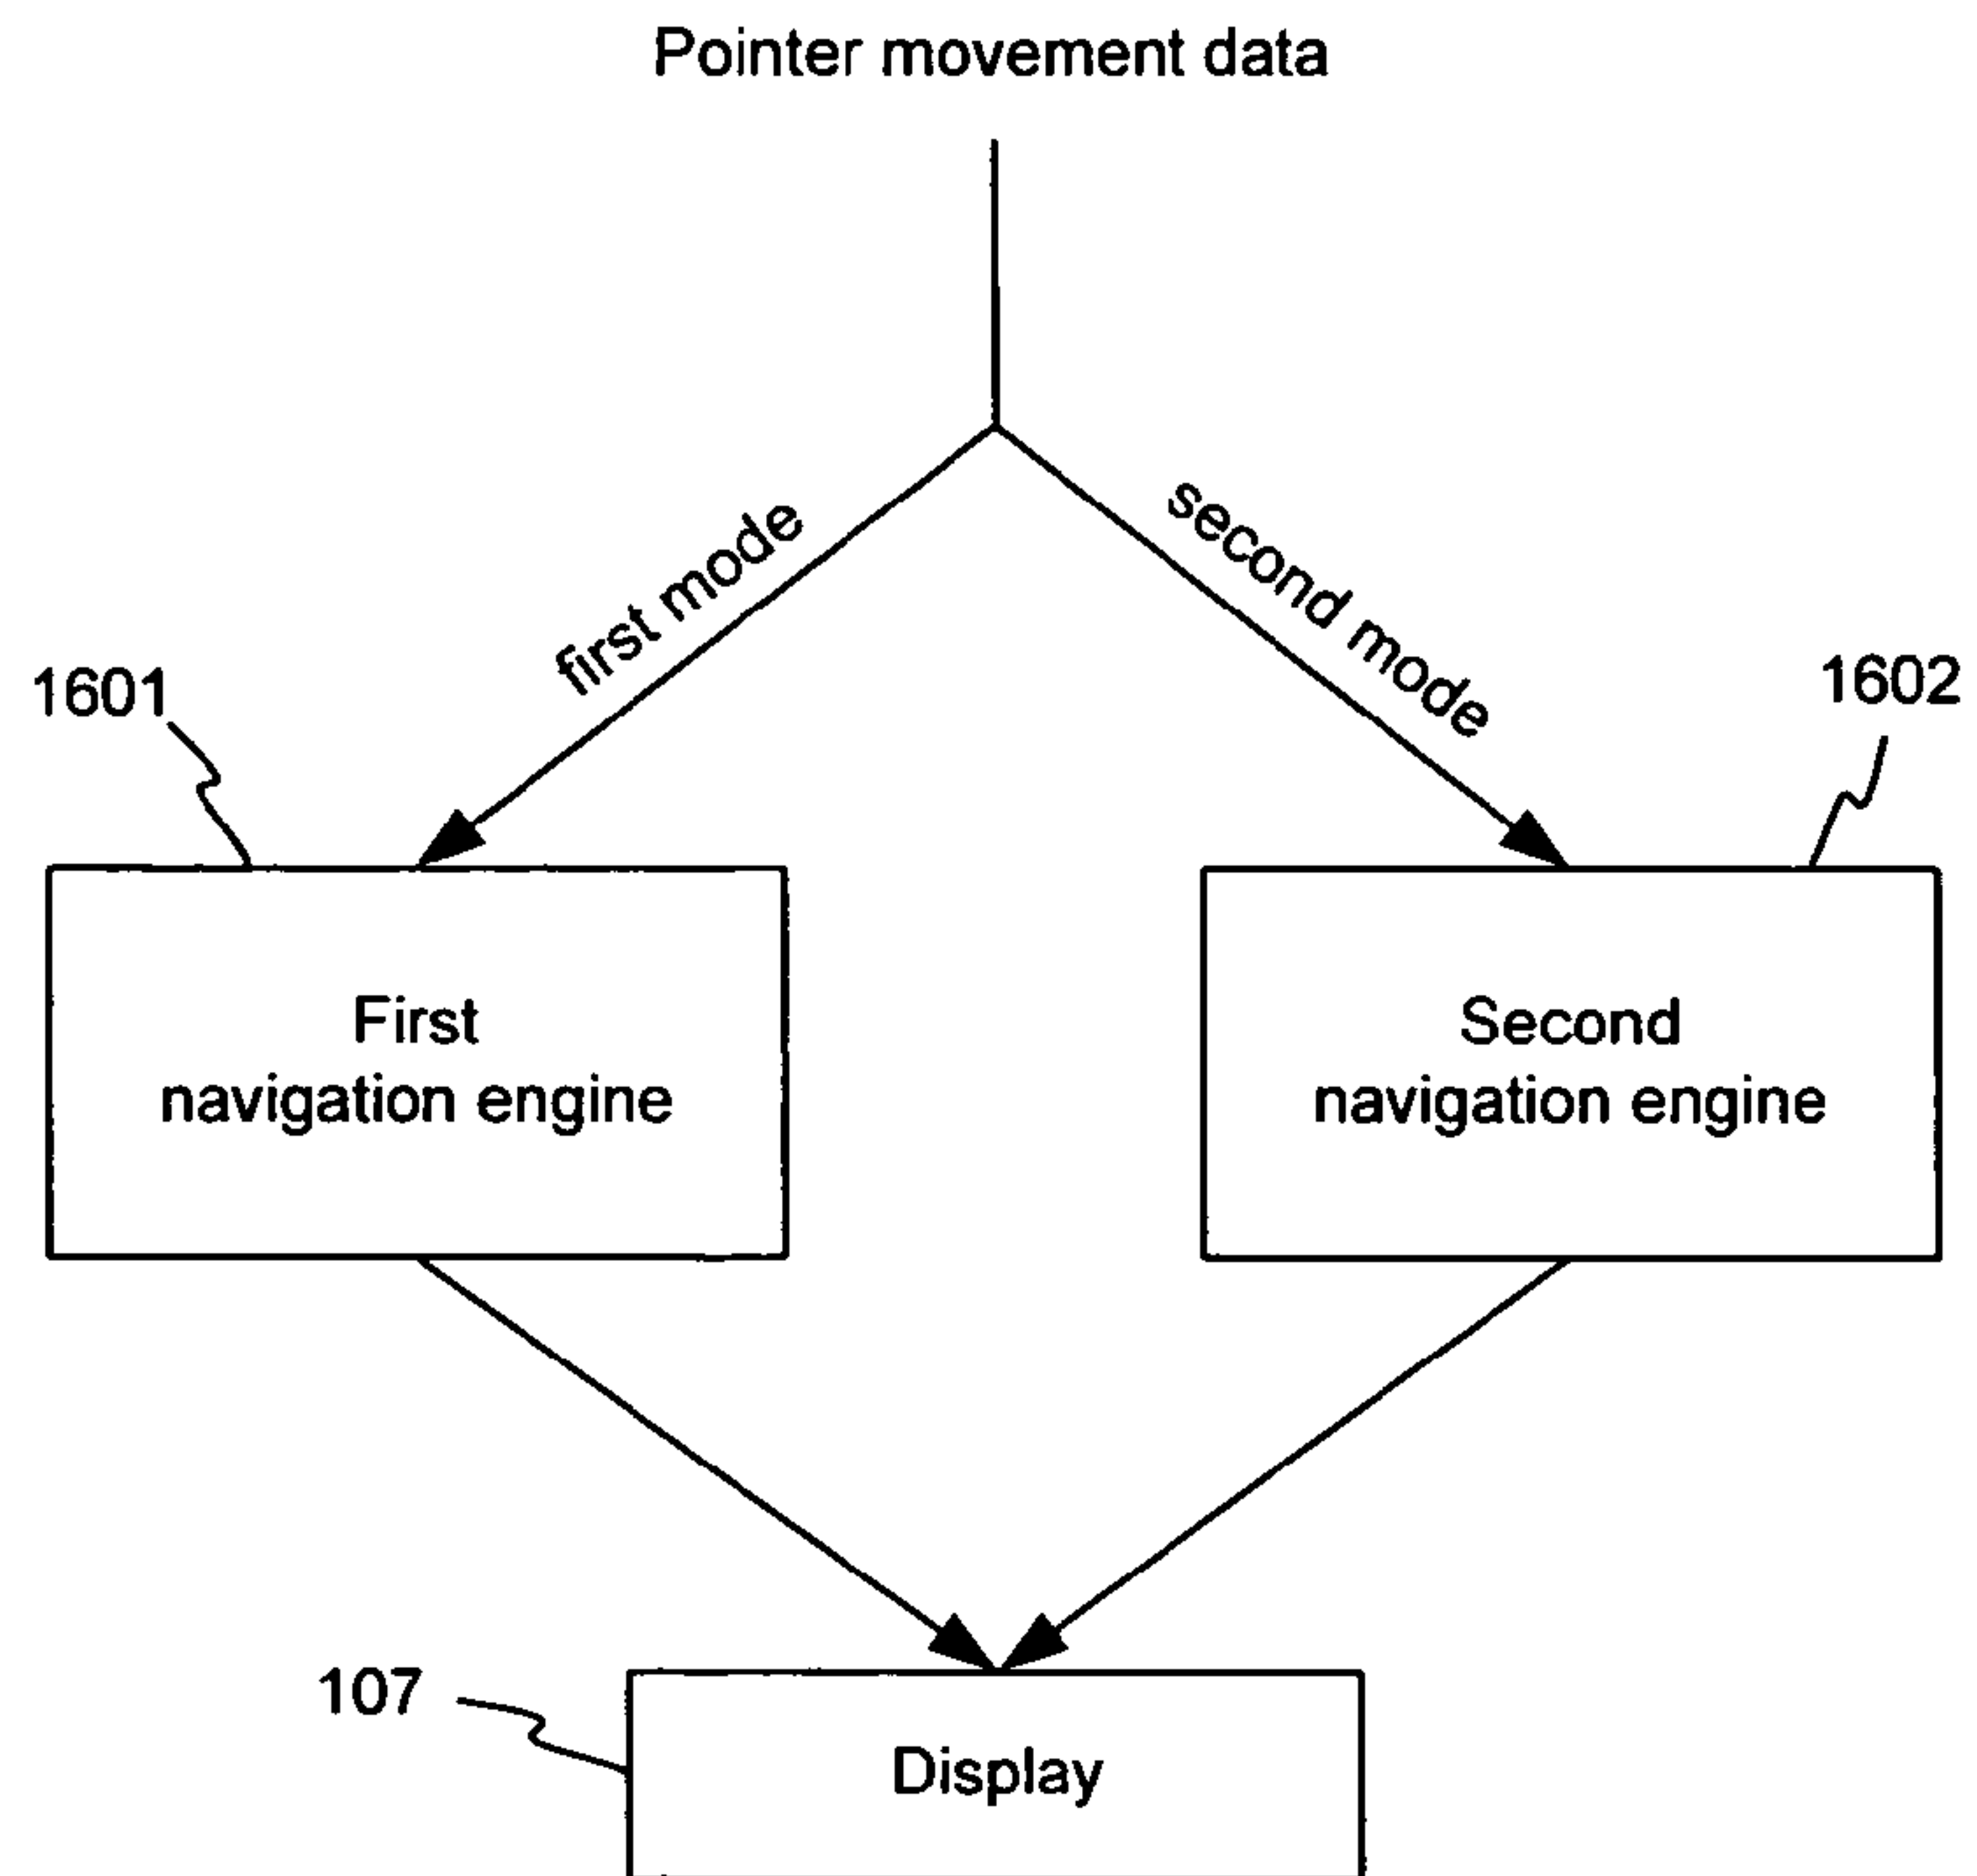 Pointer movement data
first mode
second mode
1601
1602
First
navigation engine
Second
navigation engine
107
Display